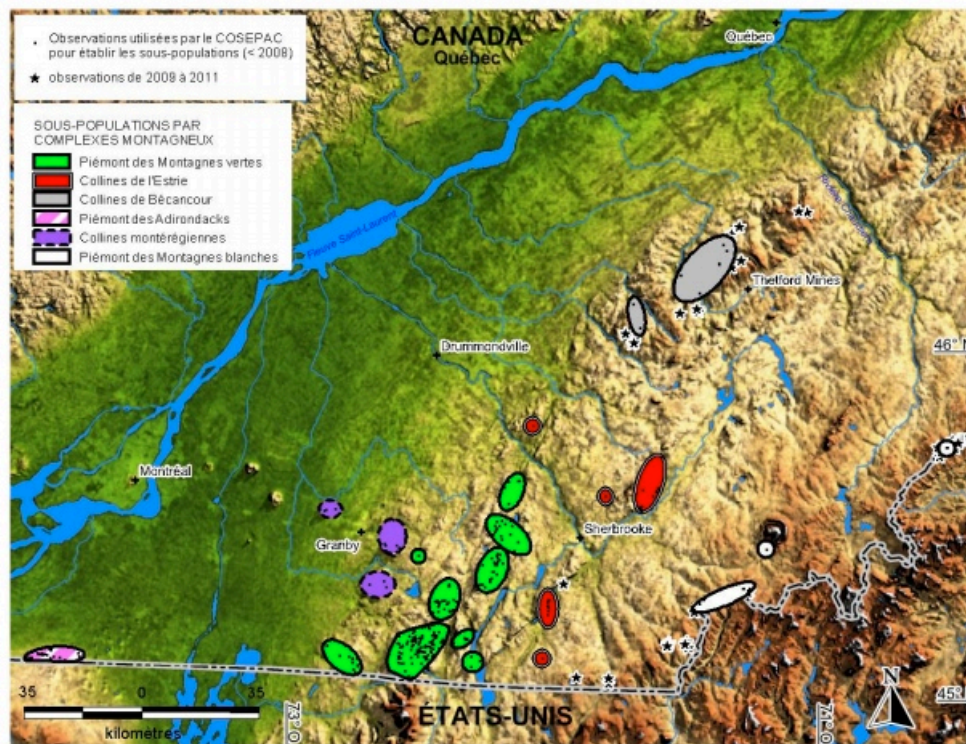 Observations utilisées par le COSEPAC
pour établir les sous-populations (< 2008)
observations de 2009 à 2011
SOUS-POPULATIONS PAR
COMPLEXES MONTAGNEUX
Piémont des Montagnes vertes
Collines de l'Estrie
Collines de Bécancour
Piémont des Adirondacks
Collines montérégiennes
Piémont des Montagnes blanches
CANADA
Québec
Québec
Fleuve Saint-Laurent
Thetford Mines
Drummondville
46° N
Montréal
Granby
Sherbrooke
35 0 35
kilomètres
73° O
ÉTATS-UNIS
71° O
N
45° N